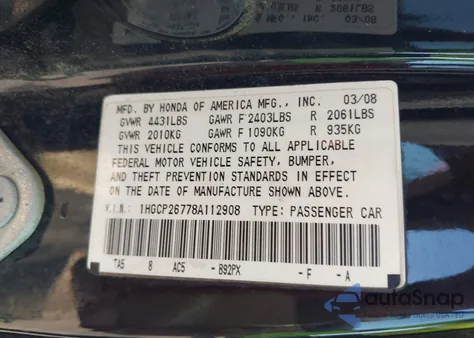 MFD. BY HONDA OF AMERICA MFG., INC. 03/08
GVWR 4431LBS GAWR F 2403LBS R 2061LBS
GVWR 2010KG GAWR F 1090KG R 935KG
THIS VEHICLE CONFORMS TO ALL APPLICABLE
FEDERAL MOTOR VEHICLE SAFETY, BUMPER,
AND THEFT PREVENTION STANDARDS IN EFFECT
ON THE DATE OF MANUFACTURE SHOWN ABOVE.
V.I.N.: 1HGCP26778A112908 TYPE: PASSENGER CAR
TA5 8 AC5 - B92PX - F - A
autoSnap